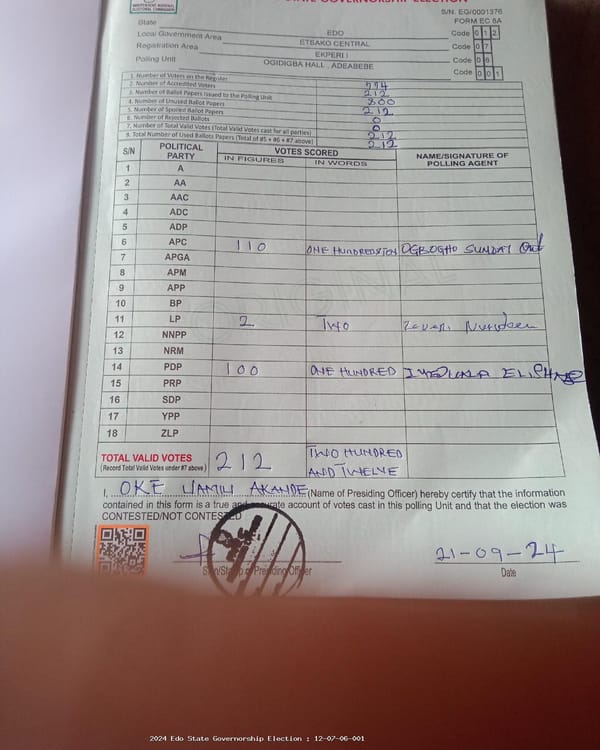 INDEPENDENT NATIONAL ELECTORAL COMMISSION
STATE GOVERNORSHIP ELECTION
S/N. EG/0001376
FORM EC 8A
State EDO Code 0 1 2
Local Government Area ETSAKO CENTRAL Code 0 7
Registration Area EKPERI I Code 0 6
Polling Unit OGIDIGBA HALL , ADEABEBE Code 0 0 1
1. Number of Voters on the Register 774
2. Number of Accredited Voters 212
3. Number of Ballot Papers Issued to the Polling Unit 800
4. Number of Unused Ballot Papers 212
5. Number of Spoiled Ballot Papers 0
6. Number of Rejected Ballots 0
7. Number of Total Valid Votes (Total Valid Votes cast for all parties) 212
8. Total Number of Used Ballots Papers (Total of #5 + #6 + #7 above) 212
S/N POLITICAL PARTY VOTES SCORED NAME/SIGNATURE OF POLLING AGENT
IN FIGURES IN WORDS
1 A
2 AA
3 AAC
4 ADC
5 ADP
6 APC 110 ONE HUNDRED & TEN OGBOGHO SUNDAY
7 APGA
8 APM
9 APP
10 BP
11 LP 2 TWO
12 NNPP
13 NRM
14 PDP 100 ONE HUNDRED
15 PRP
16 SDP
17 YPP
18 ZLP
TOTAL VALID VOTES 212 TWO HUNDRED
(Record Total Valid Votes under #7 above) AND TWELVE
I, OKE JAMIU AKANDE (Name of Presiding Officer) hereby certify that the information
contained in this form is a true and accurate account of votes cast in this polling Unit and that the election was
CONTESTED/NOT CONTESTED
21-09-24
Sign/Stamp of Presiding Officer Date
2024 Edo State Governorship Election : 12-07-06-001